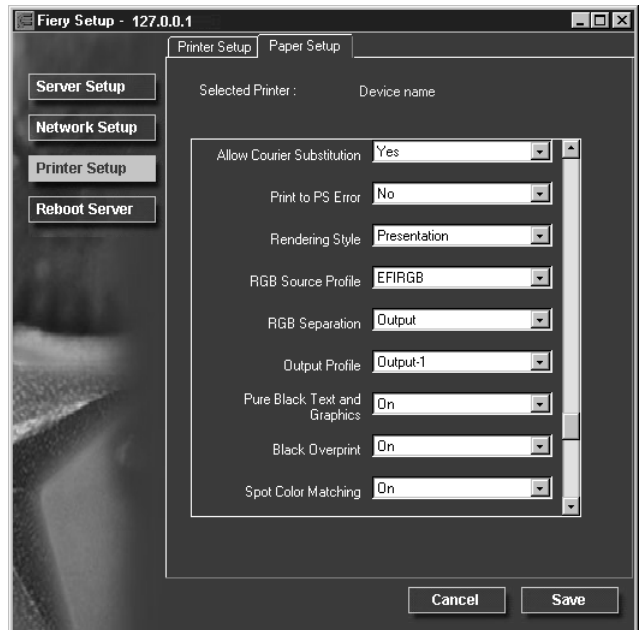 Fiery Setup - 127.0.0.1
Printer Setup Paper Setup
Server Setup
Network Setup
Printer Setup
Reboot Server
Selected Printer : Device name
Allow Courier Substitution Yes
Print to PS Error No
Rendering Style Presentation
RGB Source Profile EFIRGB
RGB Separation Output
Output Profile Output-1
Pure Black Text and
Graphics On
Black Overprint On
Spot Color Matching On
Cancel Save